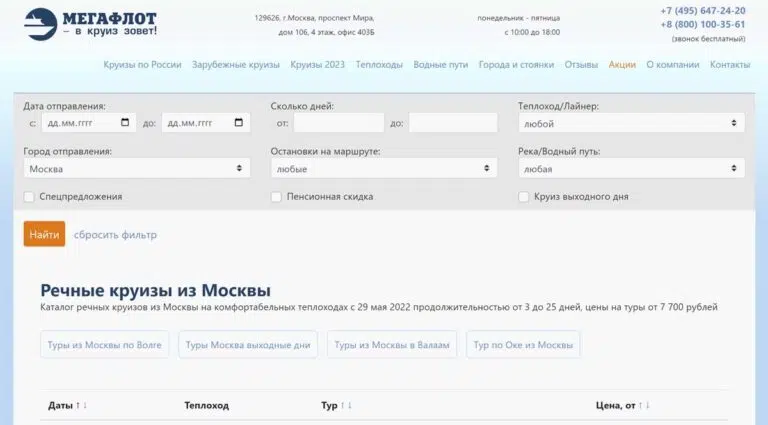 МЕГАФЛОТ
– в круиз зовет!
129626, г.Москва, проспект Мира,
дом 106, 4 этаж, офис 403Б
понедельник - пятница
с 10:00 до 18:00
+7 (495) 647-24-20
+8 (800) 100-35-61
(звонок бесплатный)
Круизы по России Зарубежные круизы Круизы 2023 Теплоходы Водные пути Города и стоянки Отзывы Акции О компании Контакты
Дата отправления: Сколько дней: Теплоход/Лайнер:
с: дд.мм.гггг до: дд.мм.гггг от: до: любой
Город отправления: Остановки на маршруте: Река/Водный путь:
Москва любые любая
Спецпредложения Пенсионная скидка Круиз выходного дня
Найти сбросить фильтр
Речные круизы из Москвы
Каталог речных круизов из Москвы на комфортабельных теплоходах с 29 мая 2022 продолжительностью от 3 до 25 дней, цены на туры от 7 700 рублей
Туры из Москвы по Волге Туры Москва выходные дни Туры из Москвы в Валаам Тур по Оке из Москвы
Даты ↑ ↓ Теплоход Тур ↑ ↓ Цена, от ↑ ↓